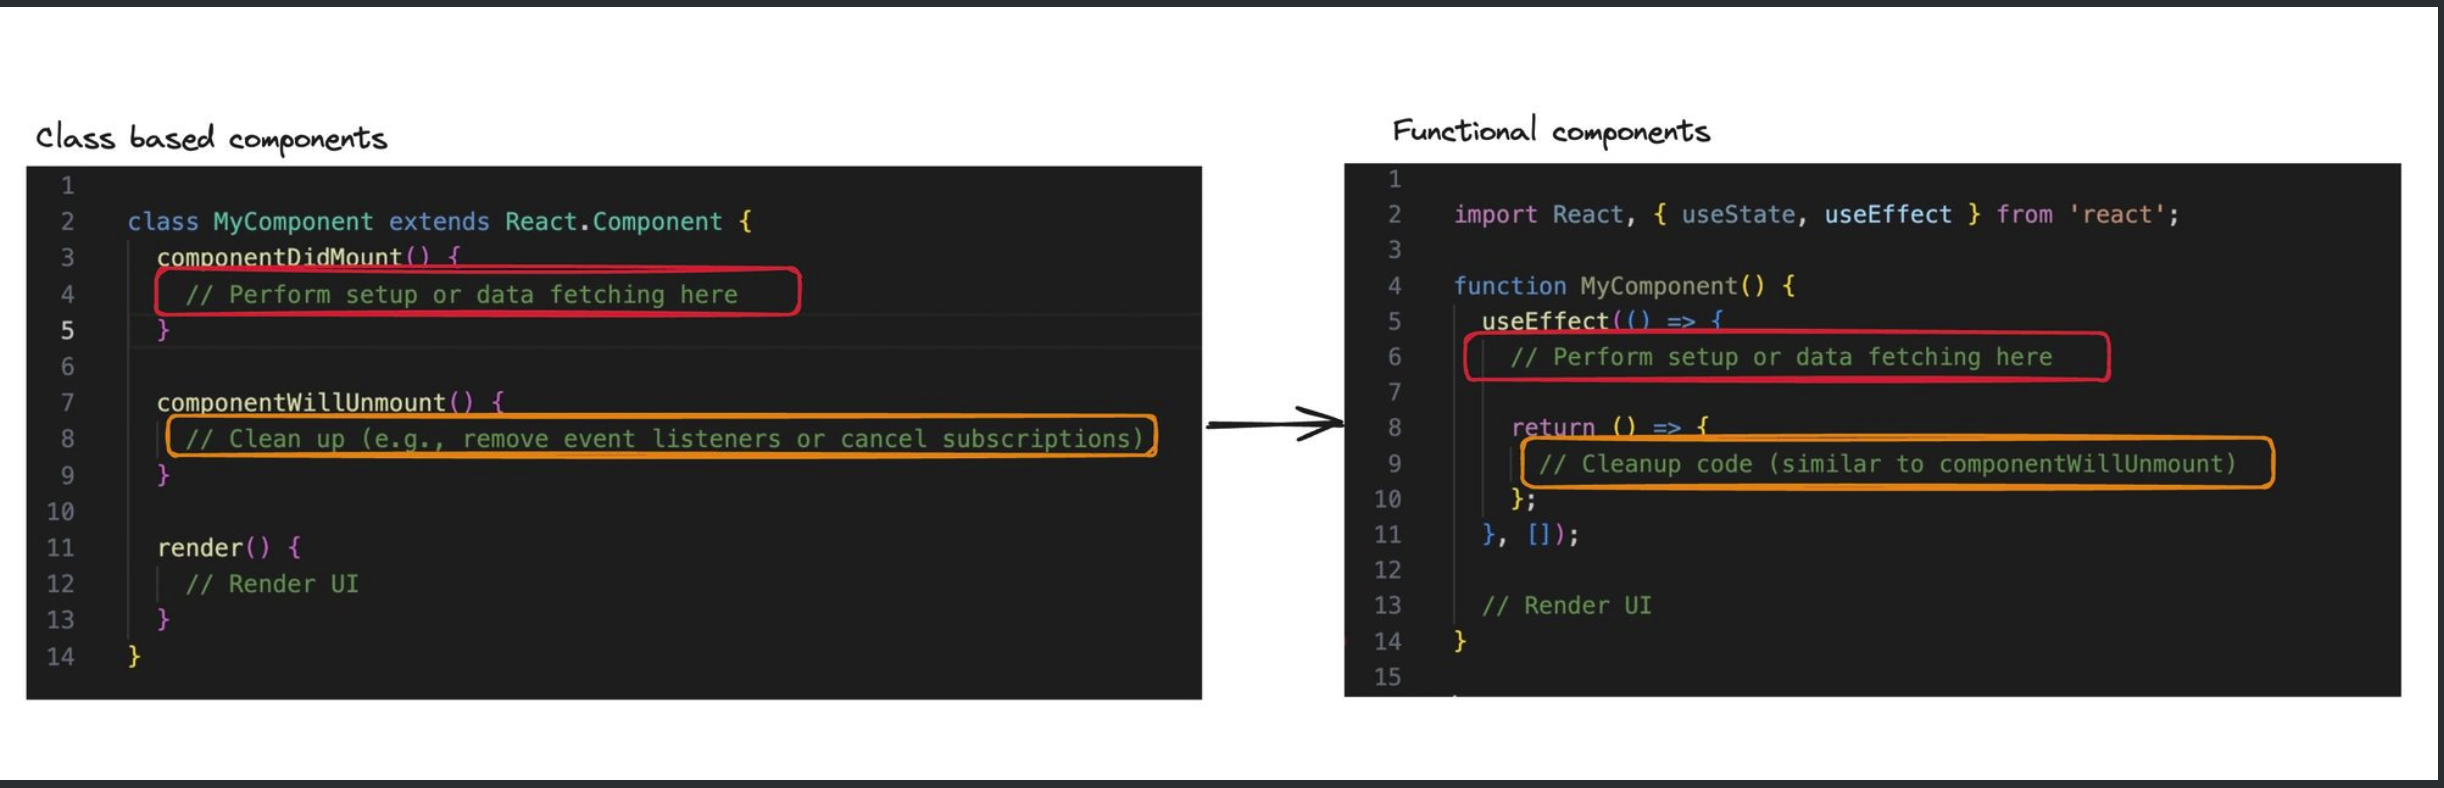 Class based components
1
2 class MyComponent extends React.Component {
3 componentDidMount() {
4 // Perform setup or data fetching here
5 }
6
7 componentWillUnmount() {
8 // Clean up (e.g., remove event listeners or cancel subscriptions)
9 }
10
11 render() {
12 // Render UI
13 }
14 }
Functional components
1
2 import React, { useState, useEffect } from 'react';
3
4 function MyComponent() {
5 useEffect(() => {
6 // Perform setup or data fetching here
7
8 return () => {
9 // Cleanup code (similar to componentWillUnmount)
10 };
11 }, []);
12
13 // Render UI
14 }
15